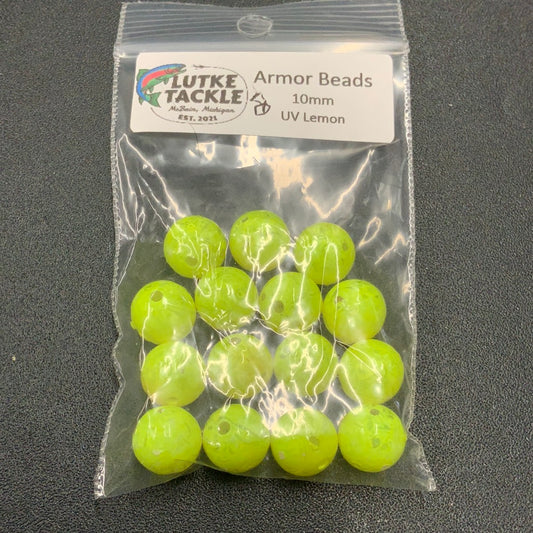 LUTKE
TACKLE
McBain, Michigan
EST. 2021
Armor Beads
10mm
UV Lemon